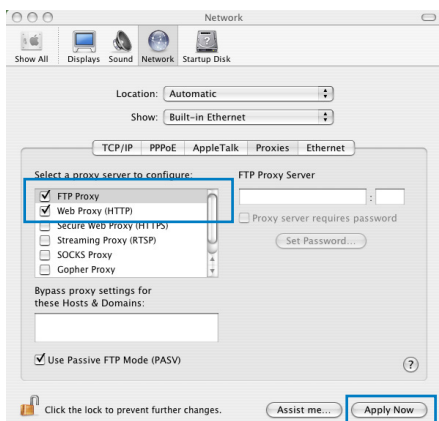 Network
Show All Displays Sound Network Startup Disk
Location: Automatic
Show: Built-in Ethernet
TCP/IP PPPoE AppleTalk Proxies Ethernet
Select a proxy server to configure: FTP Proxy Server
FTP Proxy
:
Web Proxy (HTTP)
Proxy server requires password
Secure Web Proxy (HTTPS)
Streaming Proxy (RTSP)
Set Password...
SOCKS Proxy
Gopher Proxy
Bypass proxy settings for
these Hosts & Domains:
Use Passive FTP Mode (PASV)
?
Click the lock to prevent further changes. Assist me... Apply Now